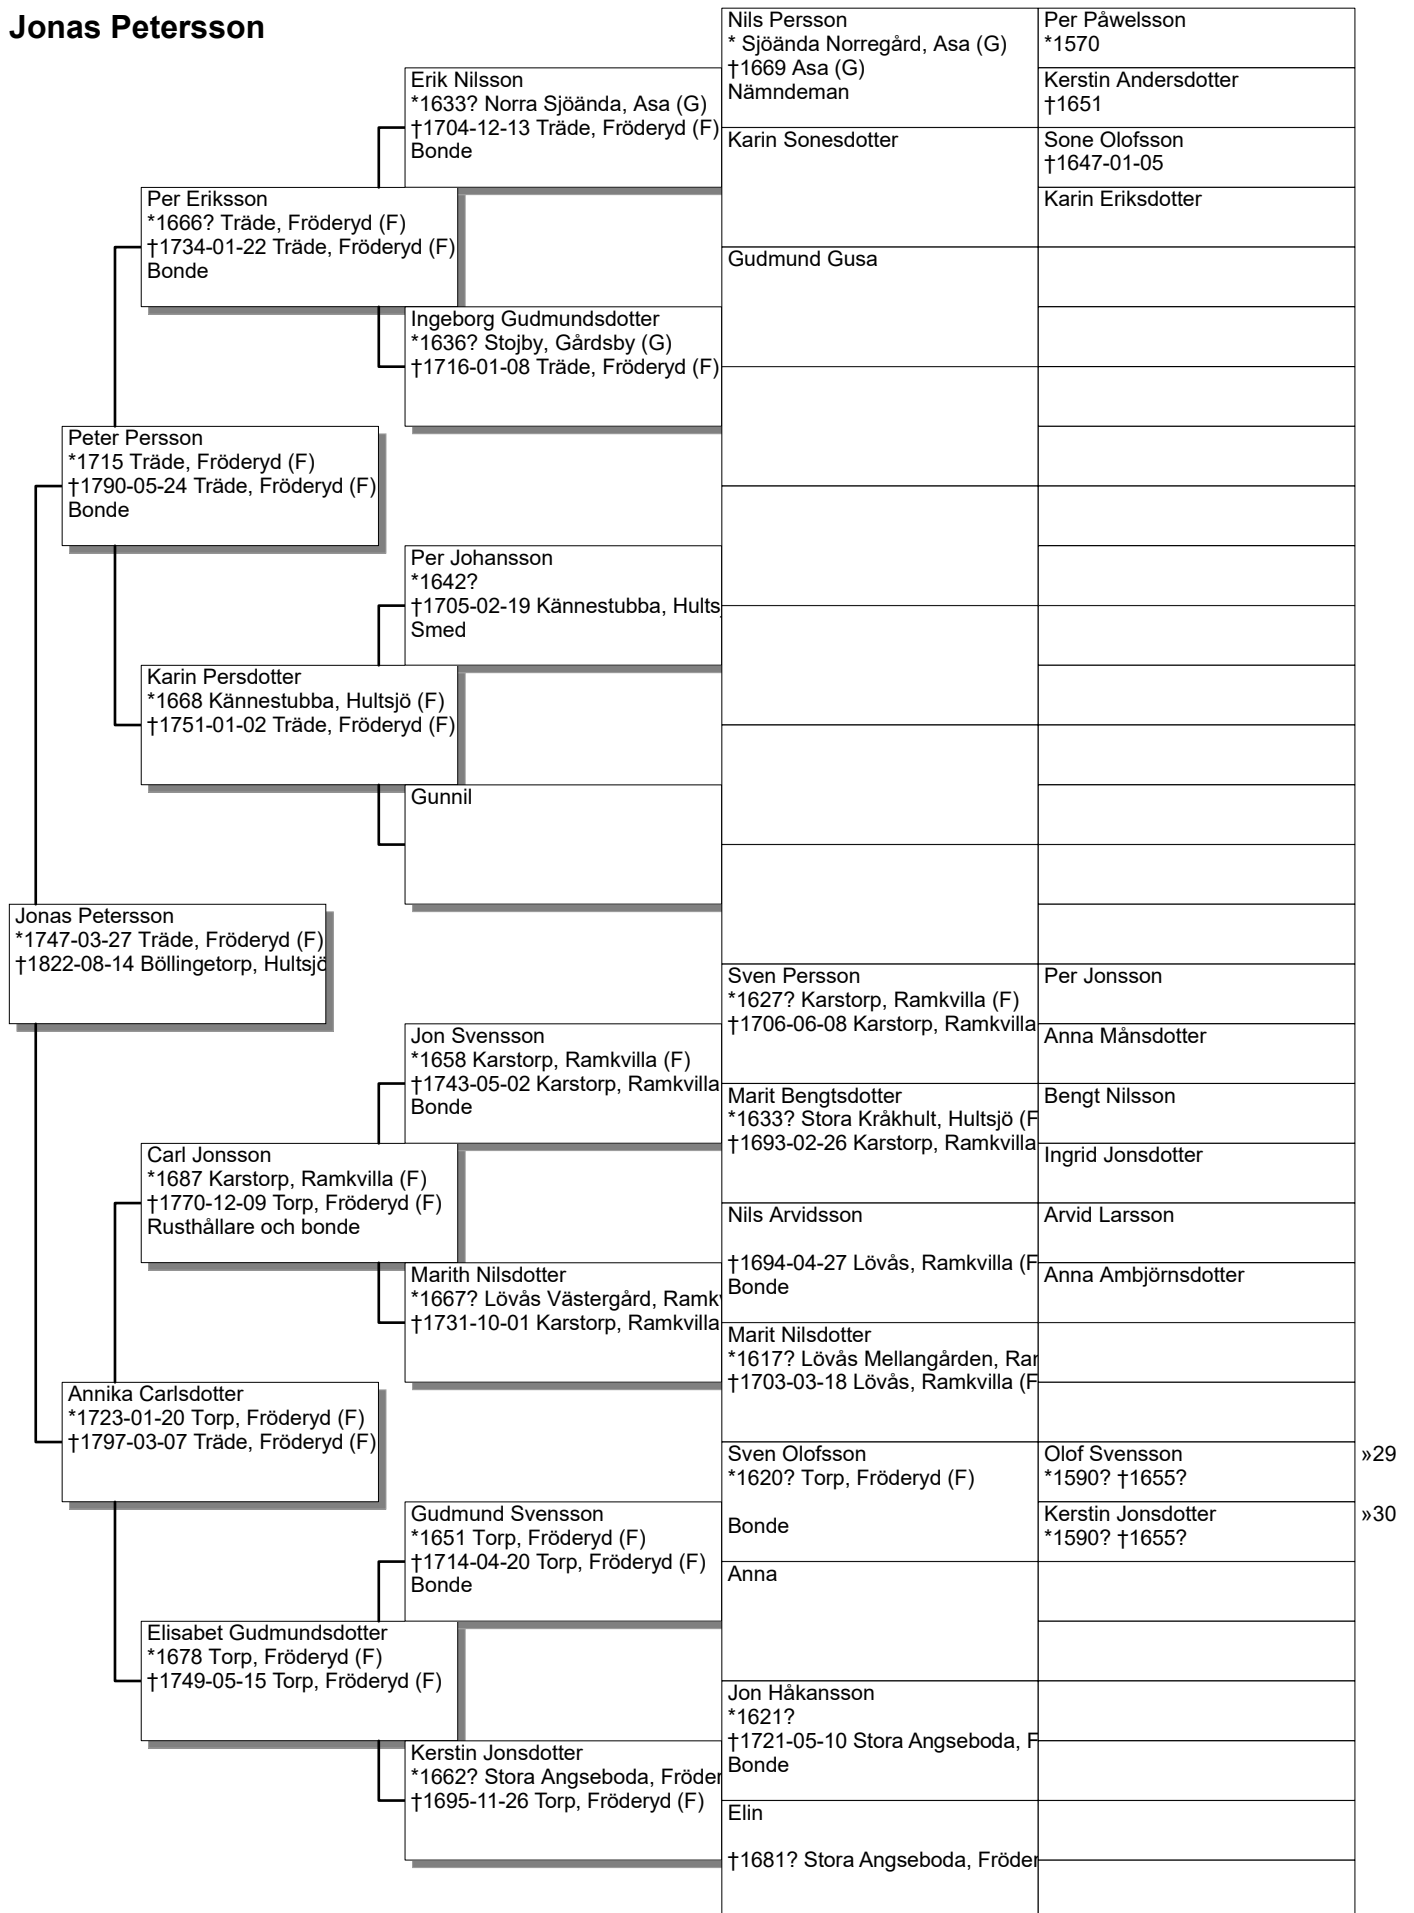 Jonas Petersson
Jonas Petersson
*1747-03-27 Träde, Fröderyd (F)
†1822-08-14 Böllingetorp, Hultsjö
Peter Persson
*1715 Träde, Fröderyd (F)
†1790-05-24 Träde, Fröderyd (F)
Bonde
Annika Carlsdotter
*1723-01-20 Torp, Fröderyd (F)
†1797-03-07 Träde, Fröderyd (F)
Per Eriksson
*1666? Träde, Fröderyd (F)
†1734-01-22 Träde, Fröderyd (F)
Bonde
Karin Persdotter
*1668 Kännestubba, Hultsjö (F)
†1751-01-02 Träde, Fröderyd (F)
Carl Jonsson
*1687 Karstorp, Ramkvilla (F)
†1770-12-09 Torp, Fröderyd (F)
Rusthållare och bonde
Elisabet Gudmundsdotter
*1678 Torp, Fröderyd (F)
†1749-05-15 Torp, Fröderyd (F)
Erik Nilsson
*1633? Norra Sjöända, Asa (G)
†1704-12-13 Träde, Fröderyd (F)
Bonde
Ingeborg Gudmundsdotter
*1636? Stojby, Gårdsby (G)
†1716-01-08 Träde, Fröderyd (F)
Per Johansson
*1642?
†1705-02-19 Kännestubba, Hultsj
Smed
Gunnil
Jon Svensson
*1658 Karstorp, Ramkvilla (F)
†1743-05-02 Karstorp, Ramkvilla
Bonde
Marith Nilsdotter
*1667? Lövås Västergård, Ramkv
†1731-10-01 Karstorp, Ramkvilla
Gudmund Svensson
*1651 Torp, Fröderyd (F)
†1714-04-20 Torp, Fröderyd (F)
Bonde
Kerstin Jonsdotter
*1662? Stora Angseboda, Fröder
†1695-11-26 Torp, Fröderyd (F)
Nils Persson
* Sjöända Norregård, Asa (G)
†1669 Asa (G)
Nämndeman
Karin Sonesdotter
Gudmund Gusa
Sven Persson
*1627? Karstorp, Ramkvilla (F)
†1706-06-08 Karstorp, Ramkvilla
Marit Bengtsdotter
*1633? Stora Kråkhult, Hultsjö (F
†1693-02-26 Karstorp, Ramkvilla
Nils Arvidsson
†1694-04-27 Lövås, Ramkvilla (F
Bonde
Marit Nilsdotter
*1617? Lövås Mellangården, Ram
†1703-03-18 Lövås, Ramkvilla (F
Sven Olofsson
*1620? Torp, Fröderyd (F)
Bonde
Anna
Jon Håkansson
*1621?
†1721-05-10 Stora Angseboda, F
Bonde
Elin
†1681? Stora Angseboda, Fröder
Per Påwelsson
*1570
Kerstin Andersdotter
†1651
Sone Olofsson
†1647-01-05
Karin Eriksdotter
Per Jonsson
Anna Månsdotter
Bengt Nilsson
Ingrid Jonsdotter
Arvid Larsson
Anna Ambjörnsdotter
Olof Svensson
*1590? †1655?
»29
Kerstin Jonsdotter
*1590? †1655?
»30